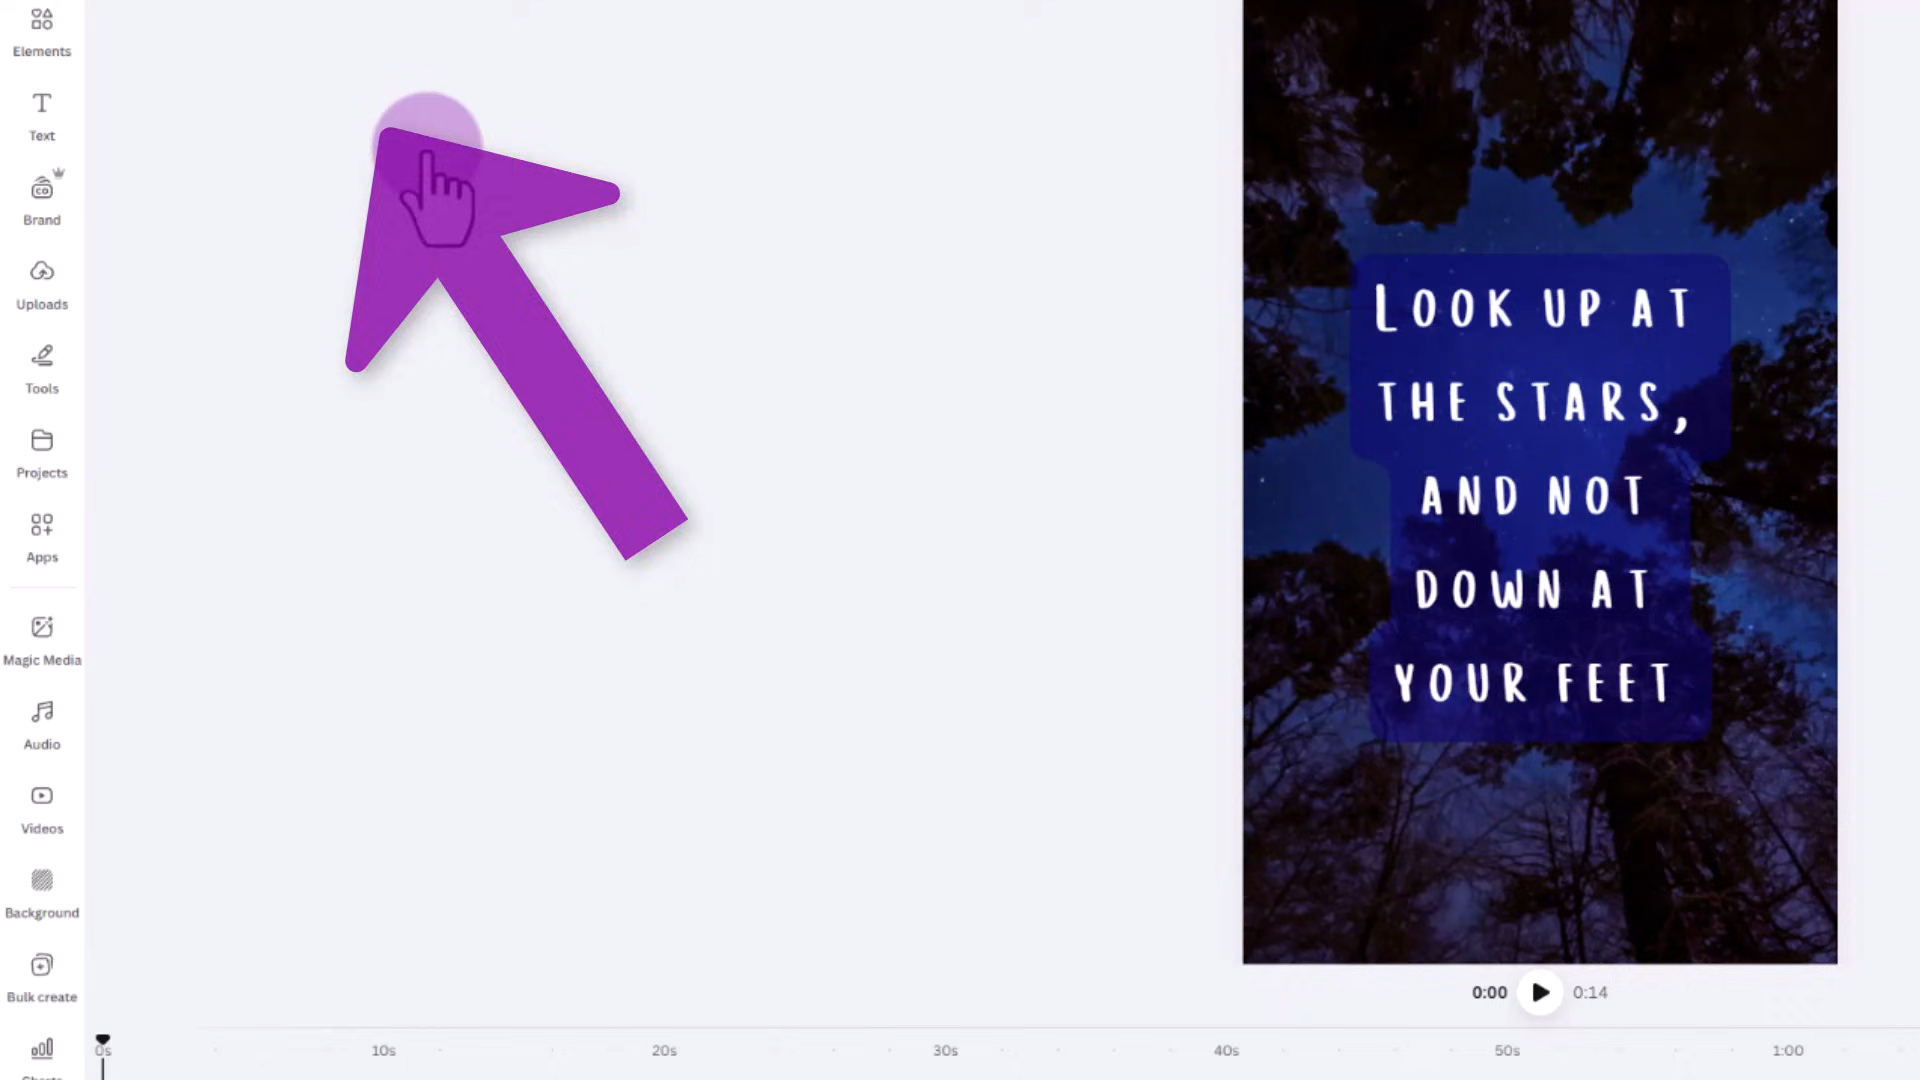 Elements
Text
CO
Brand
Uploads
Tools
Projects
Apps
Magic Media
Audio
Videos
Background
Bulk create
LOOK UP AT
THE STARS,
AND NOT
DOWN AT
YOUR FEET
0:00 0:14
0s 10s 20s 30s 40s 50s 1:00